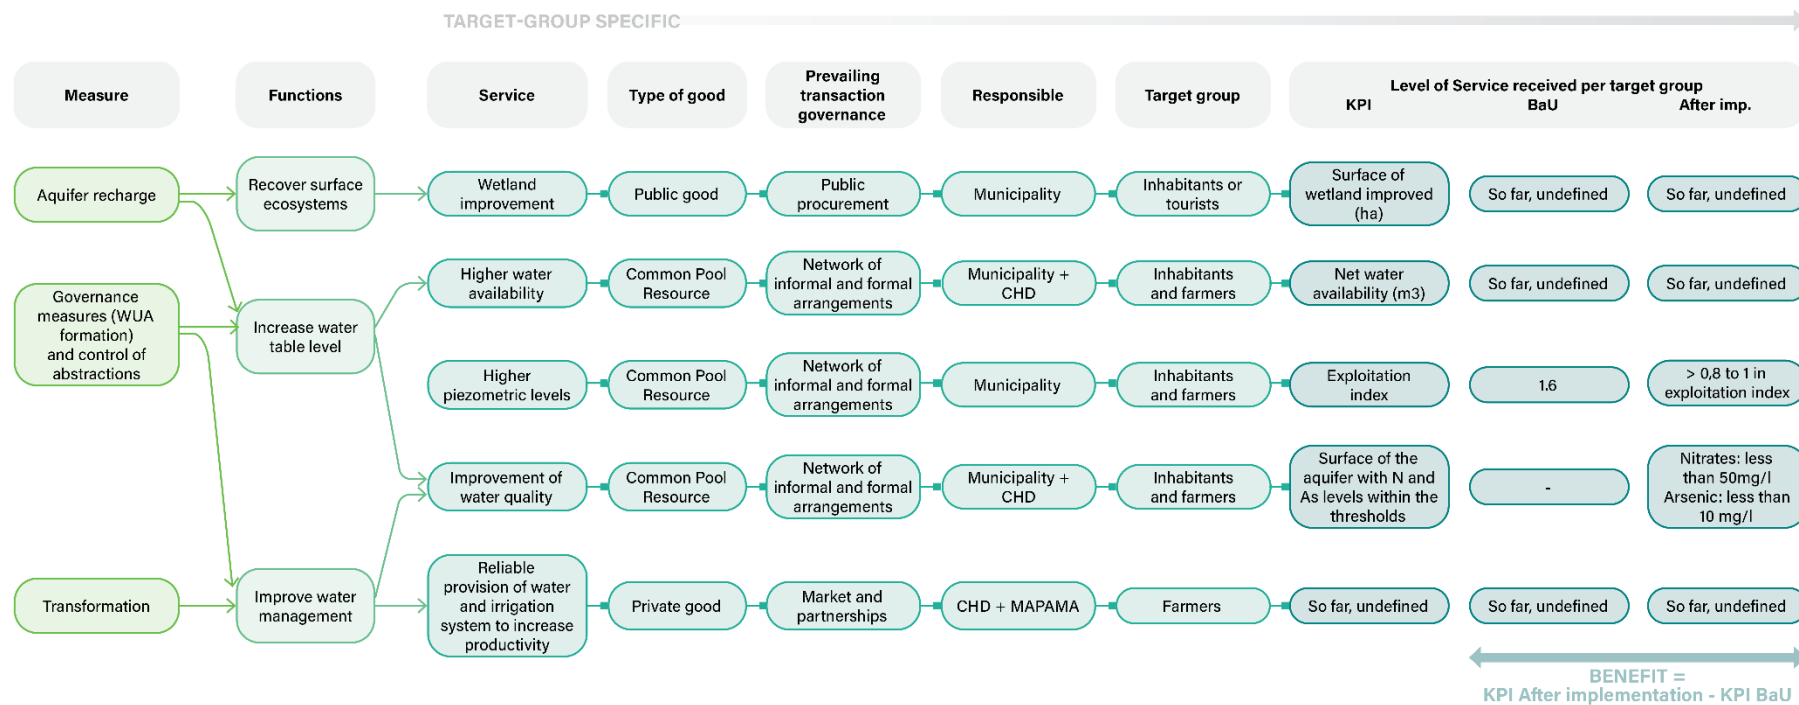 TARGET-GROUP SPECIFIC
Measure
Functions
Service
Type of good
Prevailing
transaction
governance
Responsible
Target group
Level of Service received per target group
KPI
BaU
After imp.
Aquifer recharge
Recover surface
ecosystems
Wetland
improvement
Public good
Public
procurement
Municipality
Inhabitants or
tourists
Surface of
wetland improved
(ha)
So far, undefined
So far, undefined
Governance
measures (WUA
formation)
and control of
abstractions
Increase water
table level
Higher water
availability
Common Pool
Resource
Network of
informal and formal
arrangements
Municipality +
CHD
Inhabitants
and farmers
Net water
availability (m3)
So far, undefined
So far, undefined
Higher
piezometric levels
Common Pool
Resource
Network of
informal and formal
arrangements
Municipality
Inhabitants
and farmers
Exploitation
index
1.6
> 0,8 to 1 in
exploitation index
Improvement of
water quality
Common Pool
Resource
Network of
informal and formal
arrangements
Municipality +
CHD
Inhabitants
and farmers
Surface of the
aquifer with N and
As levels within the
thresholds
-
Nitrates: less
than 50mg/l
Arsenic: less than
10 mg/l
Transformation
Improve water
management
Reliable
provision of water
and irrigation
system to increase
productivity
Private good
Market and
partnerships
CHD + MAPAMA
Farmers
So far, undefined
So far, undefined
So far, undefined
BENEFIT =
KPI After implementation - KPI BaU